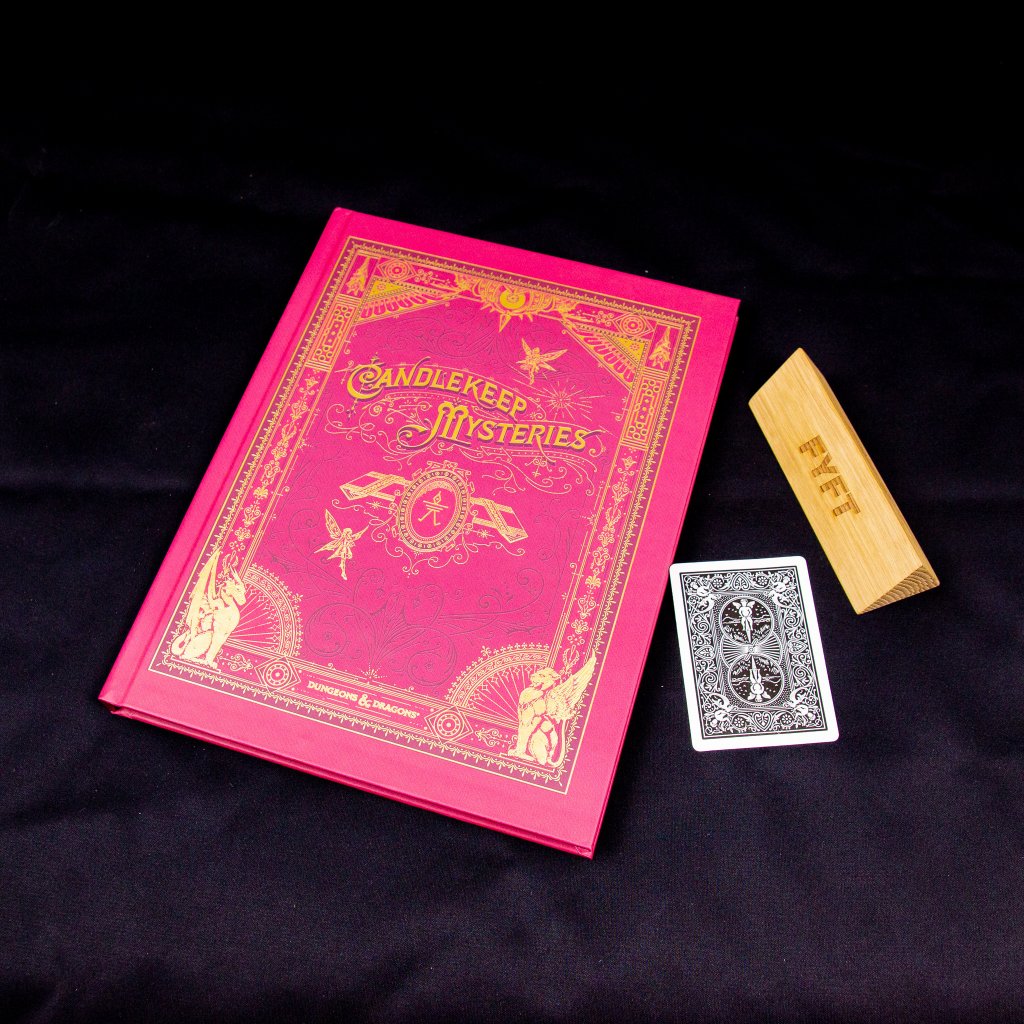 CANDLEKEEP
MYSTERIES
DUNGEONS & DRAGONS®
FYFT